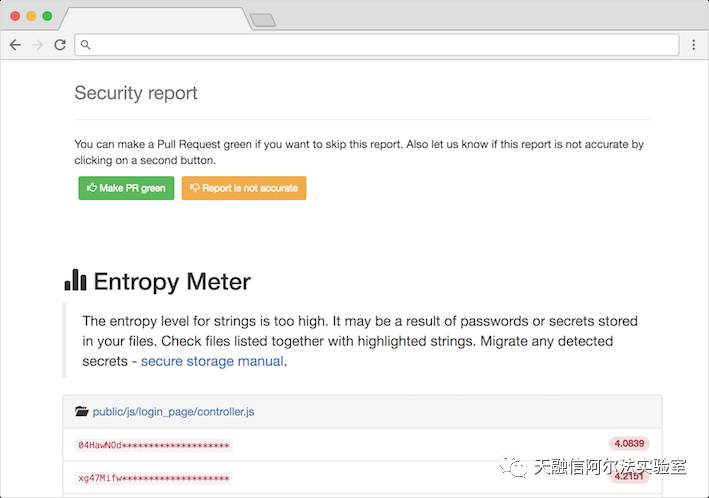 Security report
You can make a Pull Request green if you want to skip this report. Also let us know if this report is not accurate by
clicking on a second button.
Make PR green Report is not accurate
Entropy Meter
The entropy level for strings is too high. It may be a result of passwords or secrets stored
in your files. Check files listed together with highlighted strings. Migrate any detected
secrets - secure storage manual.
public/js/login_page/controller.js
04HawNOd******************** 4.0839
xg47Mifw******************** 4.2151
天融信阿尔法实验室